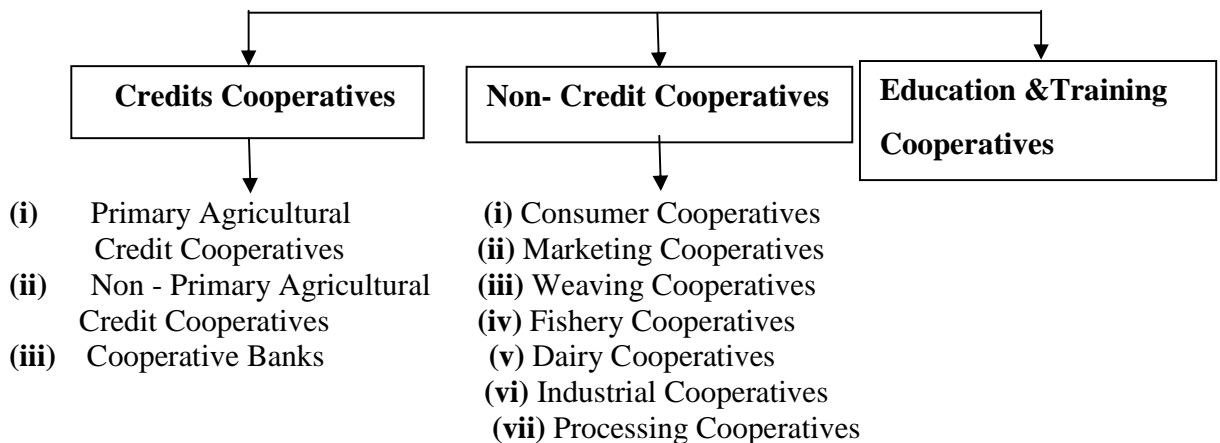 Credits Cooperatives
Non- Credit Cooperatives
Education &Training
Cooperatives
(i) Primary Agricultural
Credit Cooperatives
(ii) Non - Primary Agricultural
Credit Cooperatives
(iii) Cooperative Banks
(i) Consumer Cooperatives
(ii) Marketing Cooperatives
(iii) Weaving Cooperatives
(iv) Fishery Cooperatives
(v) Dairy Cooperatives
(vi) Industrial Cooperatives
(vii) Processing Cooperatives